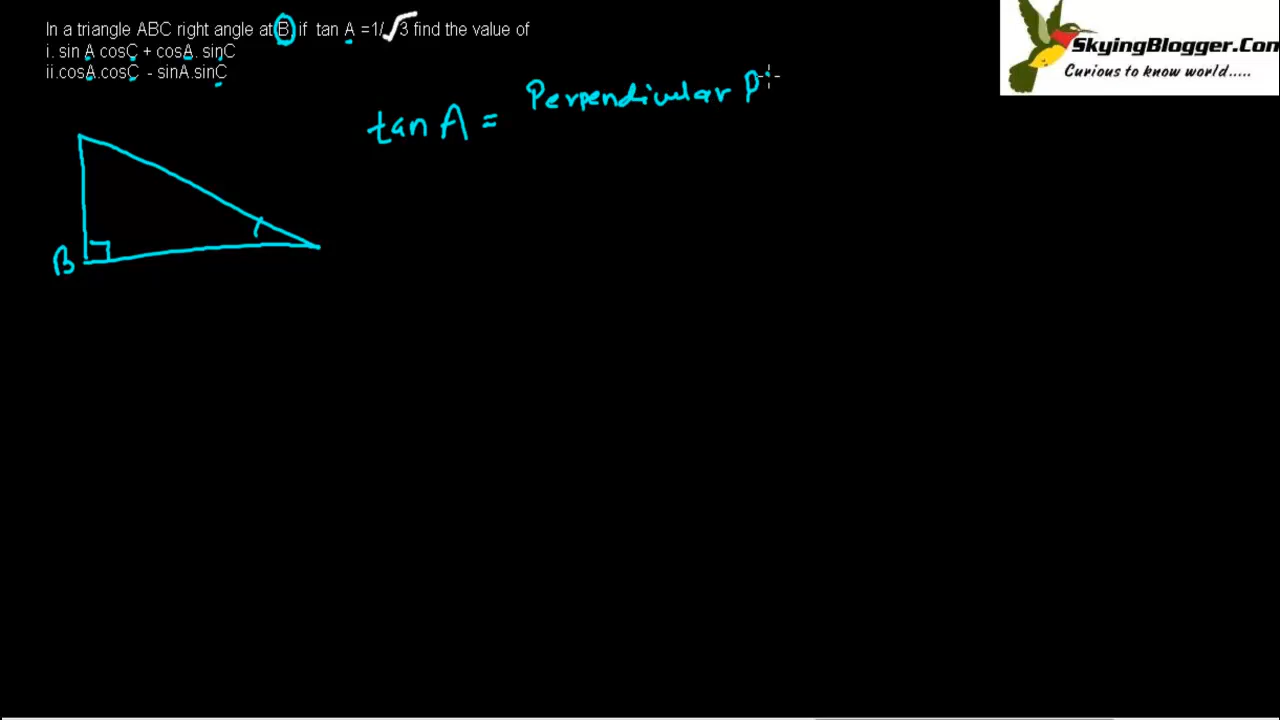 In a triangle ABC right angle at B if tan A =1/√3 find the value of
i. sin A cosC + cosA. sinC
ii.cosA.cosC - sinA.sinC
SkyingBlogger.Con
Curious to know world.....
Perpendicular P
tan A =
B